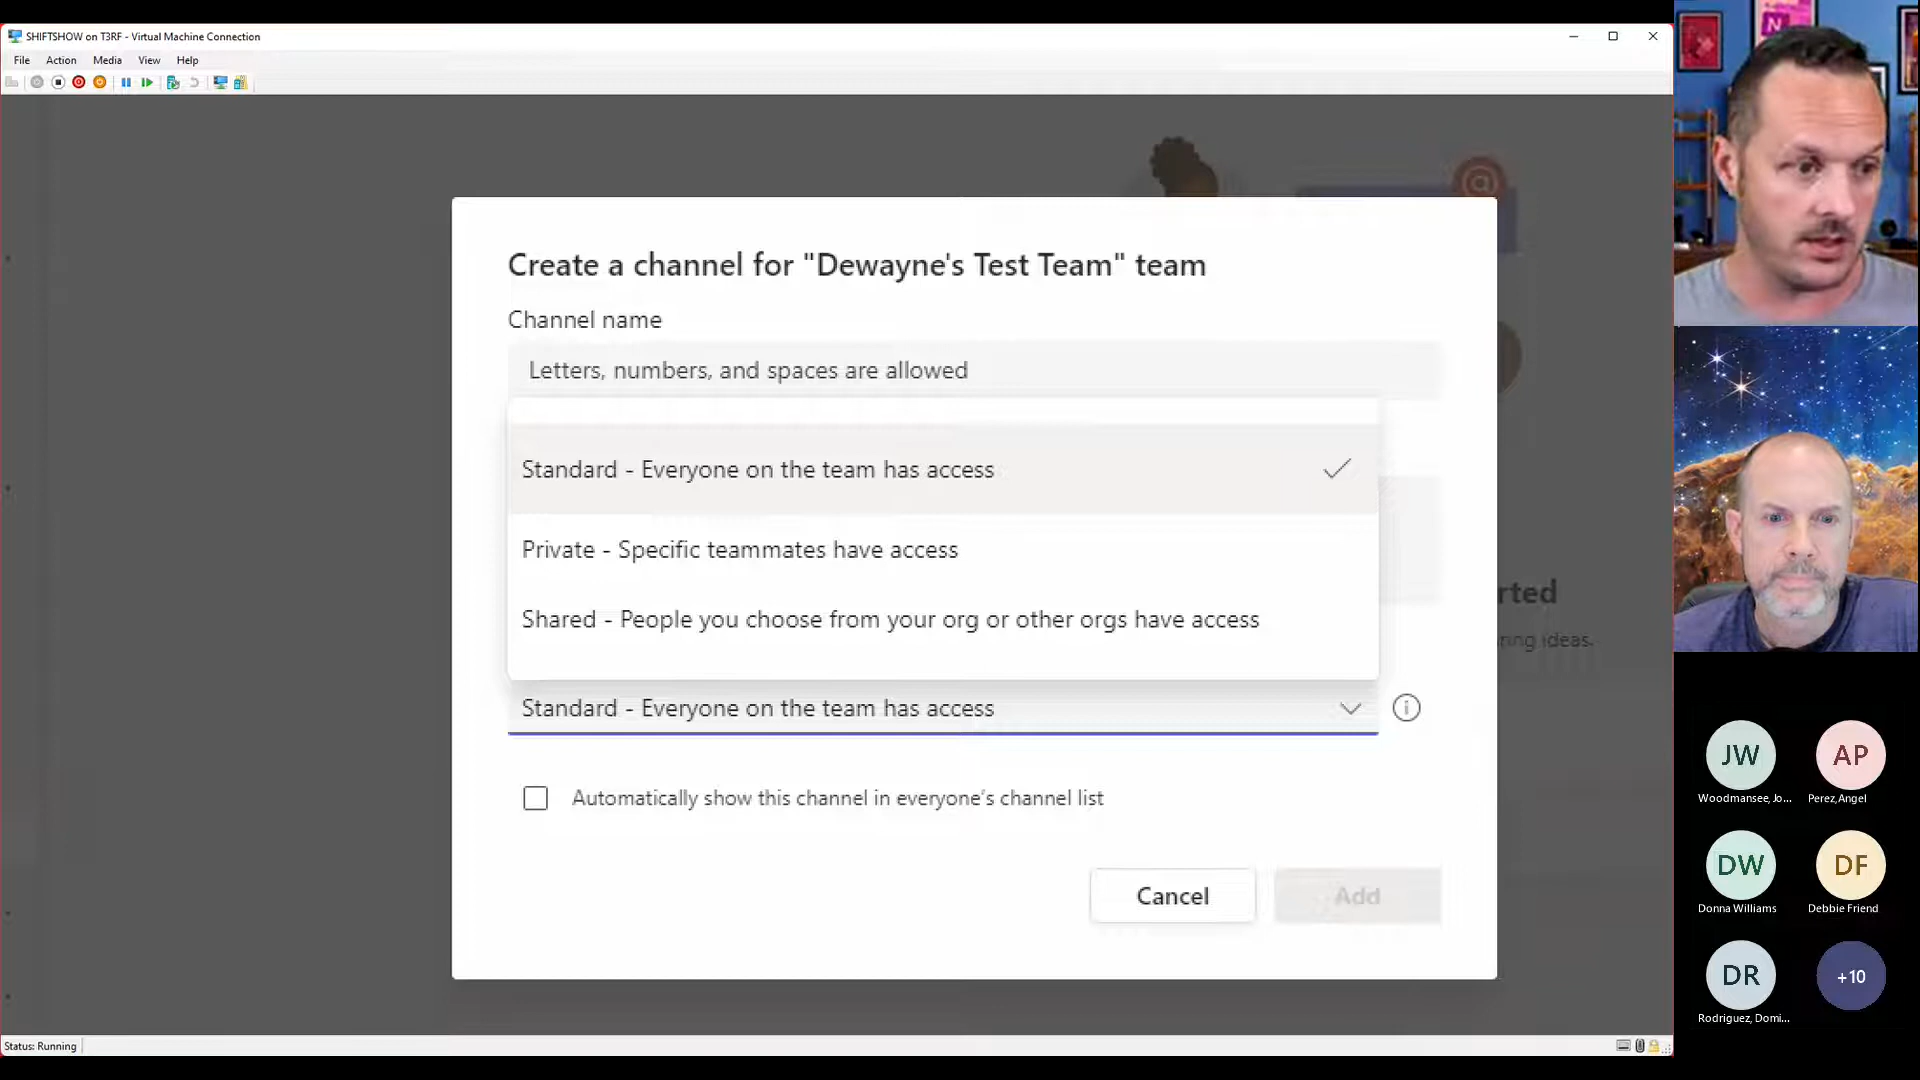 SHIFTSHOW on T3RF - Virtual Machine Connection
File Action Media View Help
Create a channel for "Dewayne's Test Team" team
Channel name
Letters, numbers, and spaces are allowed
Standard - Everyone on the team has access
Private - Specific teammates have access
Shared - People you choose from your org or other orgs have access
Standard - Everyone on the team has access
Automatically show this channel in everyone's channel list
Cancel
Add
rted
ring ideas.
Status: Running
N
JW
AP
Woodmansee, Jo...
Perez,Angel
DW
DF
Donna Williams
Debbie Friend
DR
+10
Rodriguez, Domi...